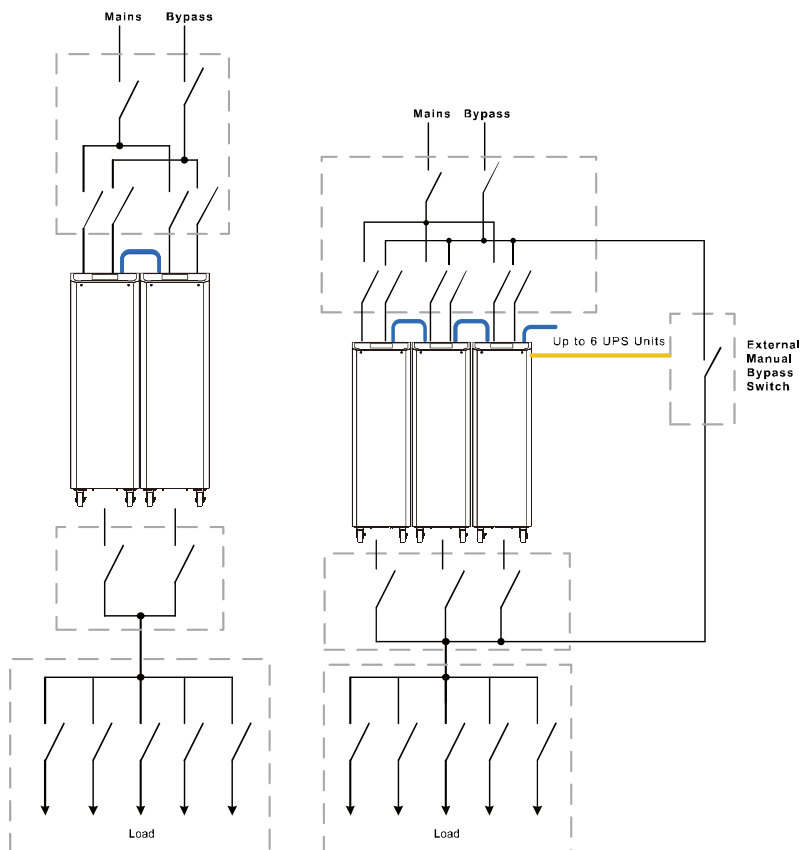 Mains Bypass
Mains Bypass
Up to 6 UPS Units
External
Manual
Bypass
Switch
Load
Load